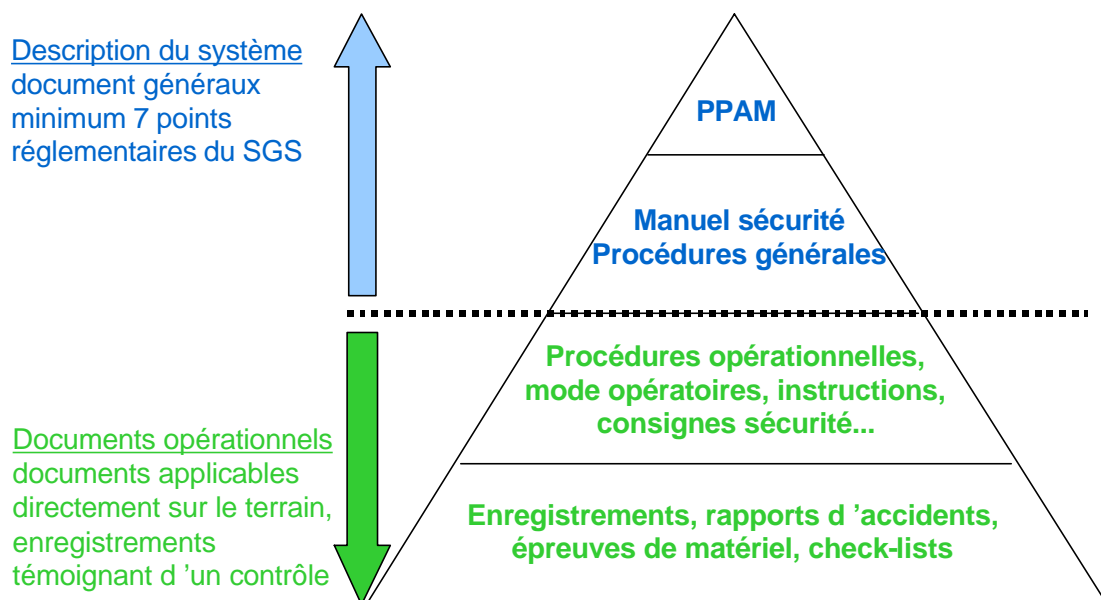 Description du système
document généraux
minimum 7 points
réglementaires du SGS
PPAM
Manuel sécurité
Procédures générales
Procédures opérationnelles,
mode opératoires, instructions,
consignes sécurité...
Documents opérationnels
documents applicables
directement sur le terrain,
enregistrements
témoignant d ’un contrôle
Enregistrements, rapports d ’accidents,
épreuves de matériel, check-lists